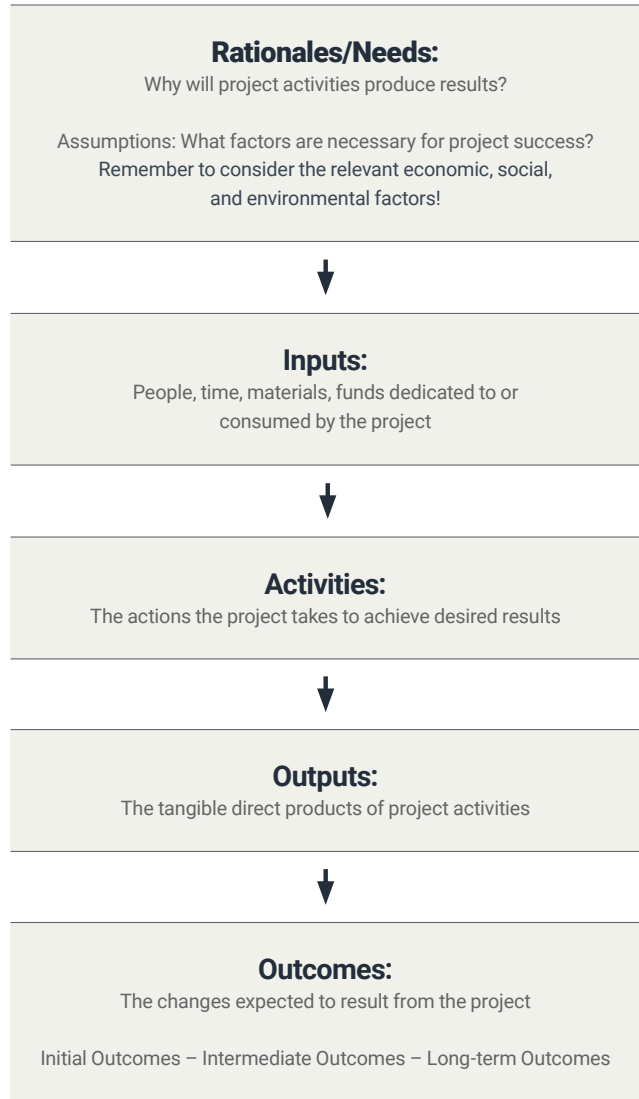 Rationales/Needs:
Why will project activities produce results?
Assumptions: What factors are necessary for project success?
Remember to consider the relevant economic, social,
and environmental factors!
Inputs:
People, time, materials, funds dedicated to or
consumed by the project
Activities:
The actions the project takes to achieve desired results
Outputs:
The tangible direct products of project activities
Outcomes:
The changes expected to result from the project
Initial Outcomes – Intermediate Outcomes – Long-term Outcomes